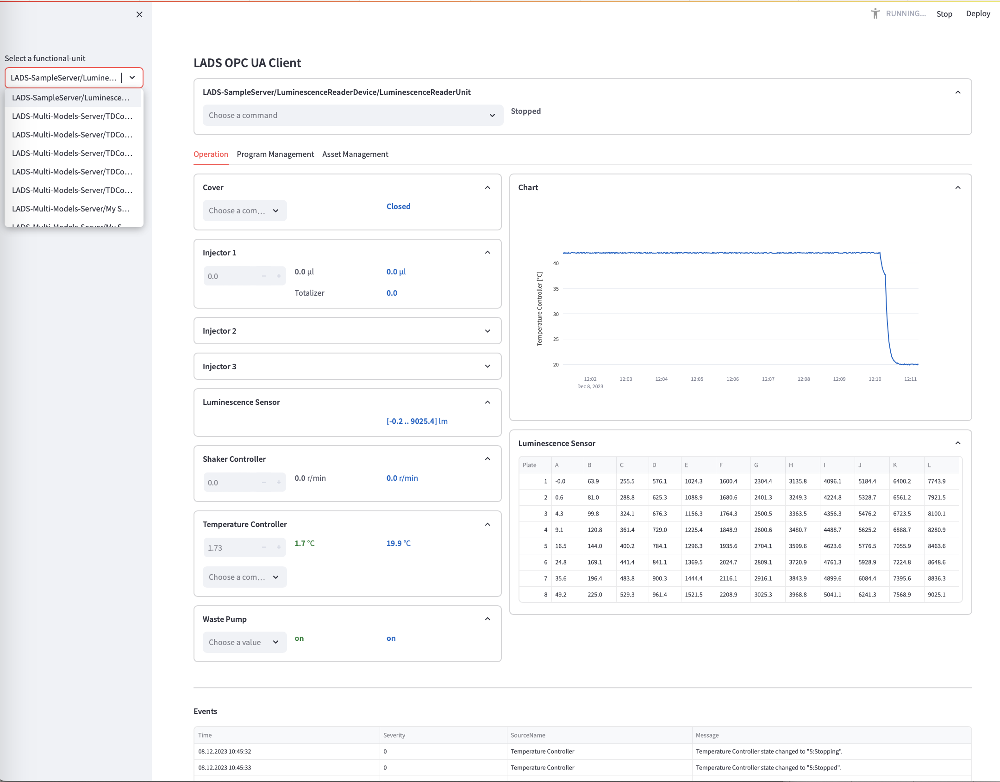 RUNNING...
Stop
Deploy
Select a functional-unit
LADS-SampleServer/Lumine...
LADS-SampleServer/Luminesce...
LADS-Multi-Models-Server/TDCo...
LADS-Multi-Models-Server/TDCo...
LADS-Multi-Models-Server/TDCo...
LADS-Multi-Models-Server/TDCo...
LADS-Multi-Models-Server/TDCo...
LADS-Multi-Models-Server/My S...
LADS-Multi-Models-Server/My S
LADS OPC UA Client
LADS-SampleServer/LuminescenceReaderDevice/LuminescenceReaderUnit
Choose a command
Stopped
Operation Program Management Asset Management
Cover
Choose a com...
Closed
Injector 1
0.0 - +
0.0 µl
0.0 µl
Totalizer
0.0
Injector 2
Injector 3
Luminescence Sensor
[-0.2 .. 9025.4] lm
Shaker Controller
0.0 - +
0.0 r/min
0.0 r/min
Temperature Controller
1.73 - +
1.7 °C
19.9 °C
Choose a com...
Waste Pump
Choose a value
on
on
Chart
Temperature Controller [°C]
40
35
30
25
20
12:02 12:03 12:04 12:05 12:06 12:07 12:08 12:09 12:10 12:11
Dec 8, 2023
Luminescence Sensor
Plate A B C D E F G H I J K L
1 -0.0 63.9 255.5 576.1 1024.3 1600.4 2304.4 3135.8 4096.1 5184.4 6400.2 7743.9
2 0.6 81.0 288.8 625.3 1088.9 1680.6 2401.3 3249.3 4224.8 5328.7 6561.2 7921.5
3 4.3 99.8 324.1 676.3 1156.3 1764.3 2500.5 3363.5 4356.3 5476.2 6723.5 8100.1
4 9.1 120.8 361.4 729.0 1225.4 1848.9 2600.6 3480.7 4488.7 5625.2 6888.7 8280.9
5 16.5 144.0 400.2 784.1 1296.3 1935.6 2704.1 3599.6 4623.6 5776.5 7055.9 8463.6
6 24.8 169.1 441.4 841.1 1369.5 2024.7 2809.1 3720.9 4761.3 5928.9 7224.8 8648.6
7 35.6 196.4 483.8 900.3 1444.4 2116.1 2916.1 3843.9 4899.6 6084.4 7395.6 8836.3
8 49.2 225.0 529.3 961.4 1521.5 2208.9 3025.3 3968.8 5041.1 6241.3 7568.9 9025.1
Events
Time Severity SourceName Message
08.12.2023 10:45:32 0 Temperature Controller Temperature Controller state changed to "5:Stopping".
08.12.2023 10:45:33 0 Temperature Controller Temperature Controller state changed to "5:Stopped".